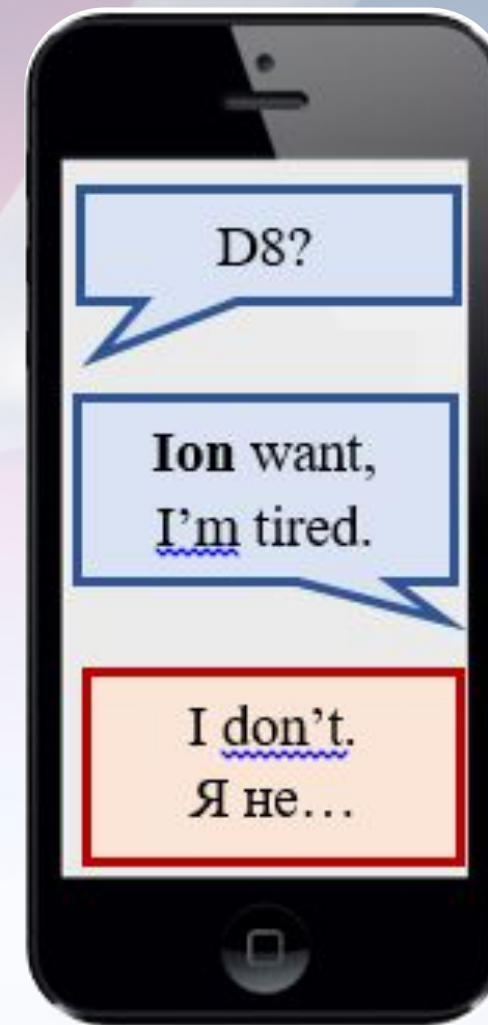 D8?
Ion want,
I'm tired.
I don't.
Я не...